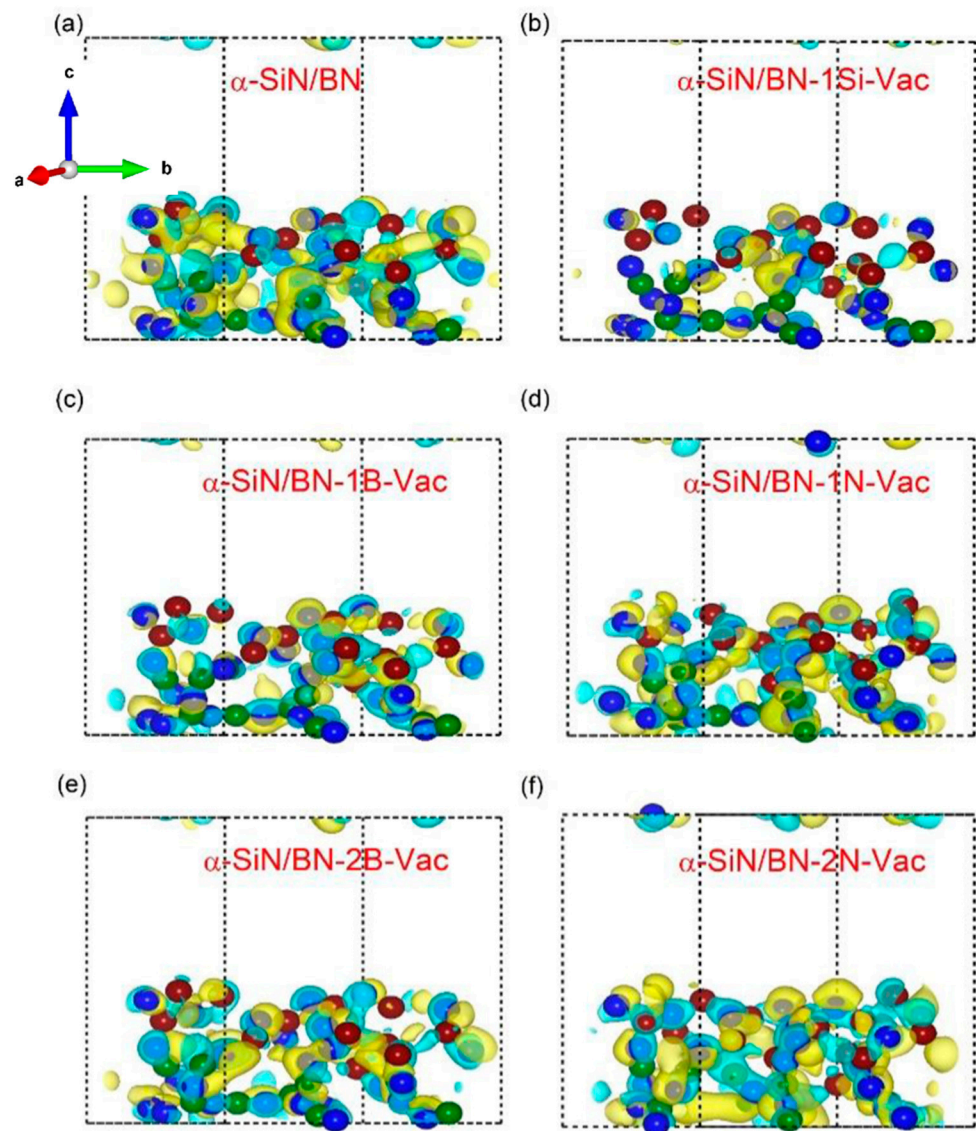 (a)
α-SiN/BN
c
a
b
(b)
α-SiN/BN-1Si-Vac
(c)
α-SiN/BN-1B-Vac
(d)
α-SiN/BN-1N-Vac
(e)
α-SiN/BN-2B-Vac
(f)
α-SiN/BN-2N-Vac